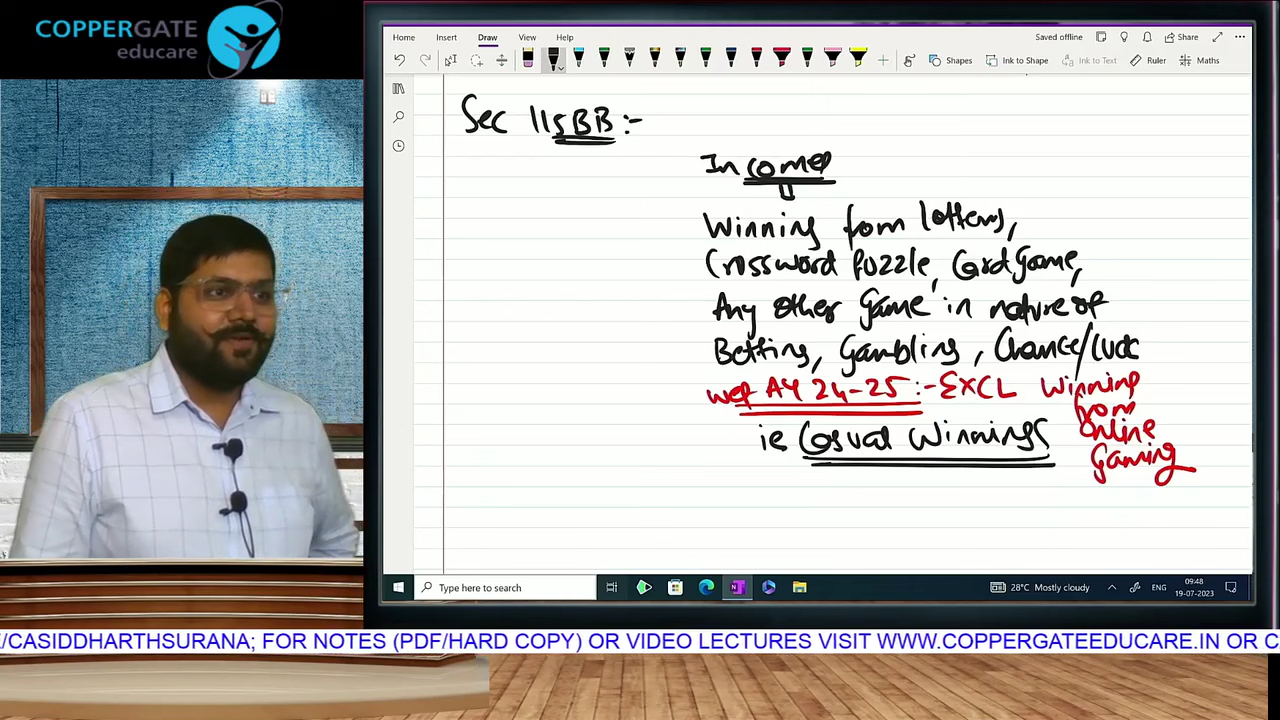 COPPERGATE
educare
Home Insert Draw View Help
Saved offline
Share
Shapes
Ink to Shape
Ink to Text
Ruler
Maths
Sec 115BB:-
Income
Winning from lottery,
Crossword Puzzle, Card Game,
Any other Game in nature of
Betting, Gambling, Chance/Luck
wef AY 24-25 :- EXCL Winning
from
Online
Gaming
ie Casual Winnings
Type here to search
28°C Mostly cloudy
ENG
09:48
19-07-2023
/CASIDDHARTHSURANA; FOR NOTES (PDF/HARD COPY) OR VIDEO LECTURES VISIT WWW.COPPERGATEEDUCARE.IN OR C